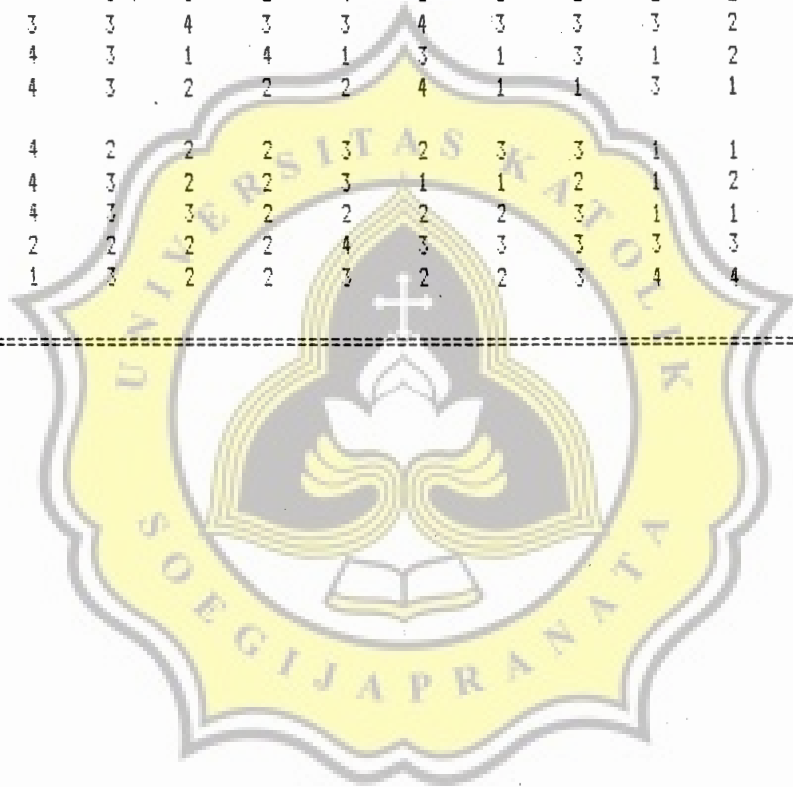 3 3 4 3 3 4 3 3 3 2
4 3 1 4 1 3 1 3 1 2
4 3 2 2 2 4 1 1 3 1
4 2 2 2 3 2 3 3 1 1
4 3 2 2 3 1 1 2 1 2
4 3 3 2 2 2 2 3 1 1
2 2 2 2 4 3 3 3 3 3
1 3 2 2 3 2 2 3 4 4
UNIVERSITAS KATOLIK
SOEGIJAPRANATA